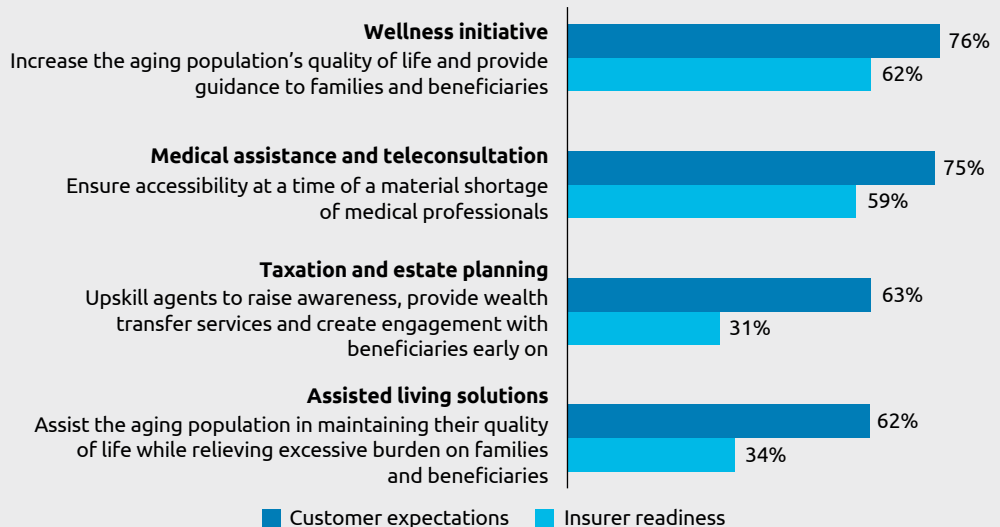 Wellness initiative
Increase the aging population’s quality of life and provide
guidance to families and beneficiaries
76%
62%
Medical assistance and teleconsultation
Ensure accessibility at a time of a material shortage
of medical professionals
75%
59%
Taxation and estate planning
Upskill agents to raise awareness, provide wealth
transfer services and create engagement with
beneficiaries early on
63%
31%
Assisted living solutions
Assist the aging population in maintaining their quality
of life while relieving excessive burden on families
and beneficiaries
62%
34%
Customer expectations
Insurer readiness